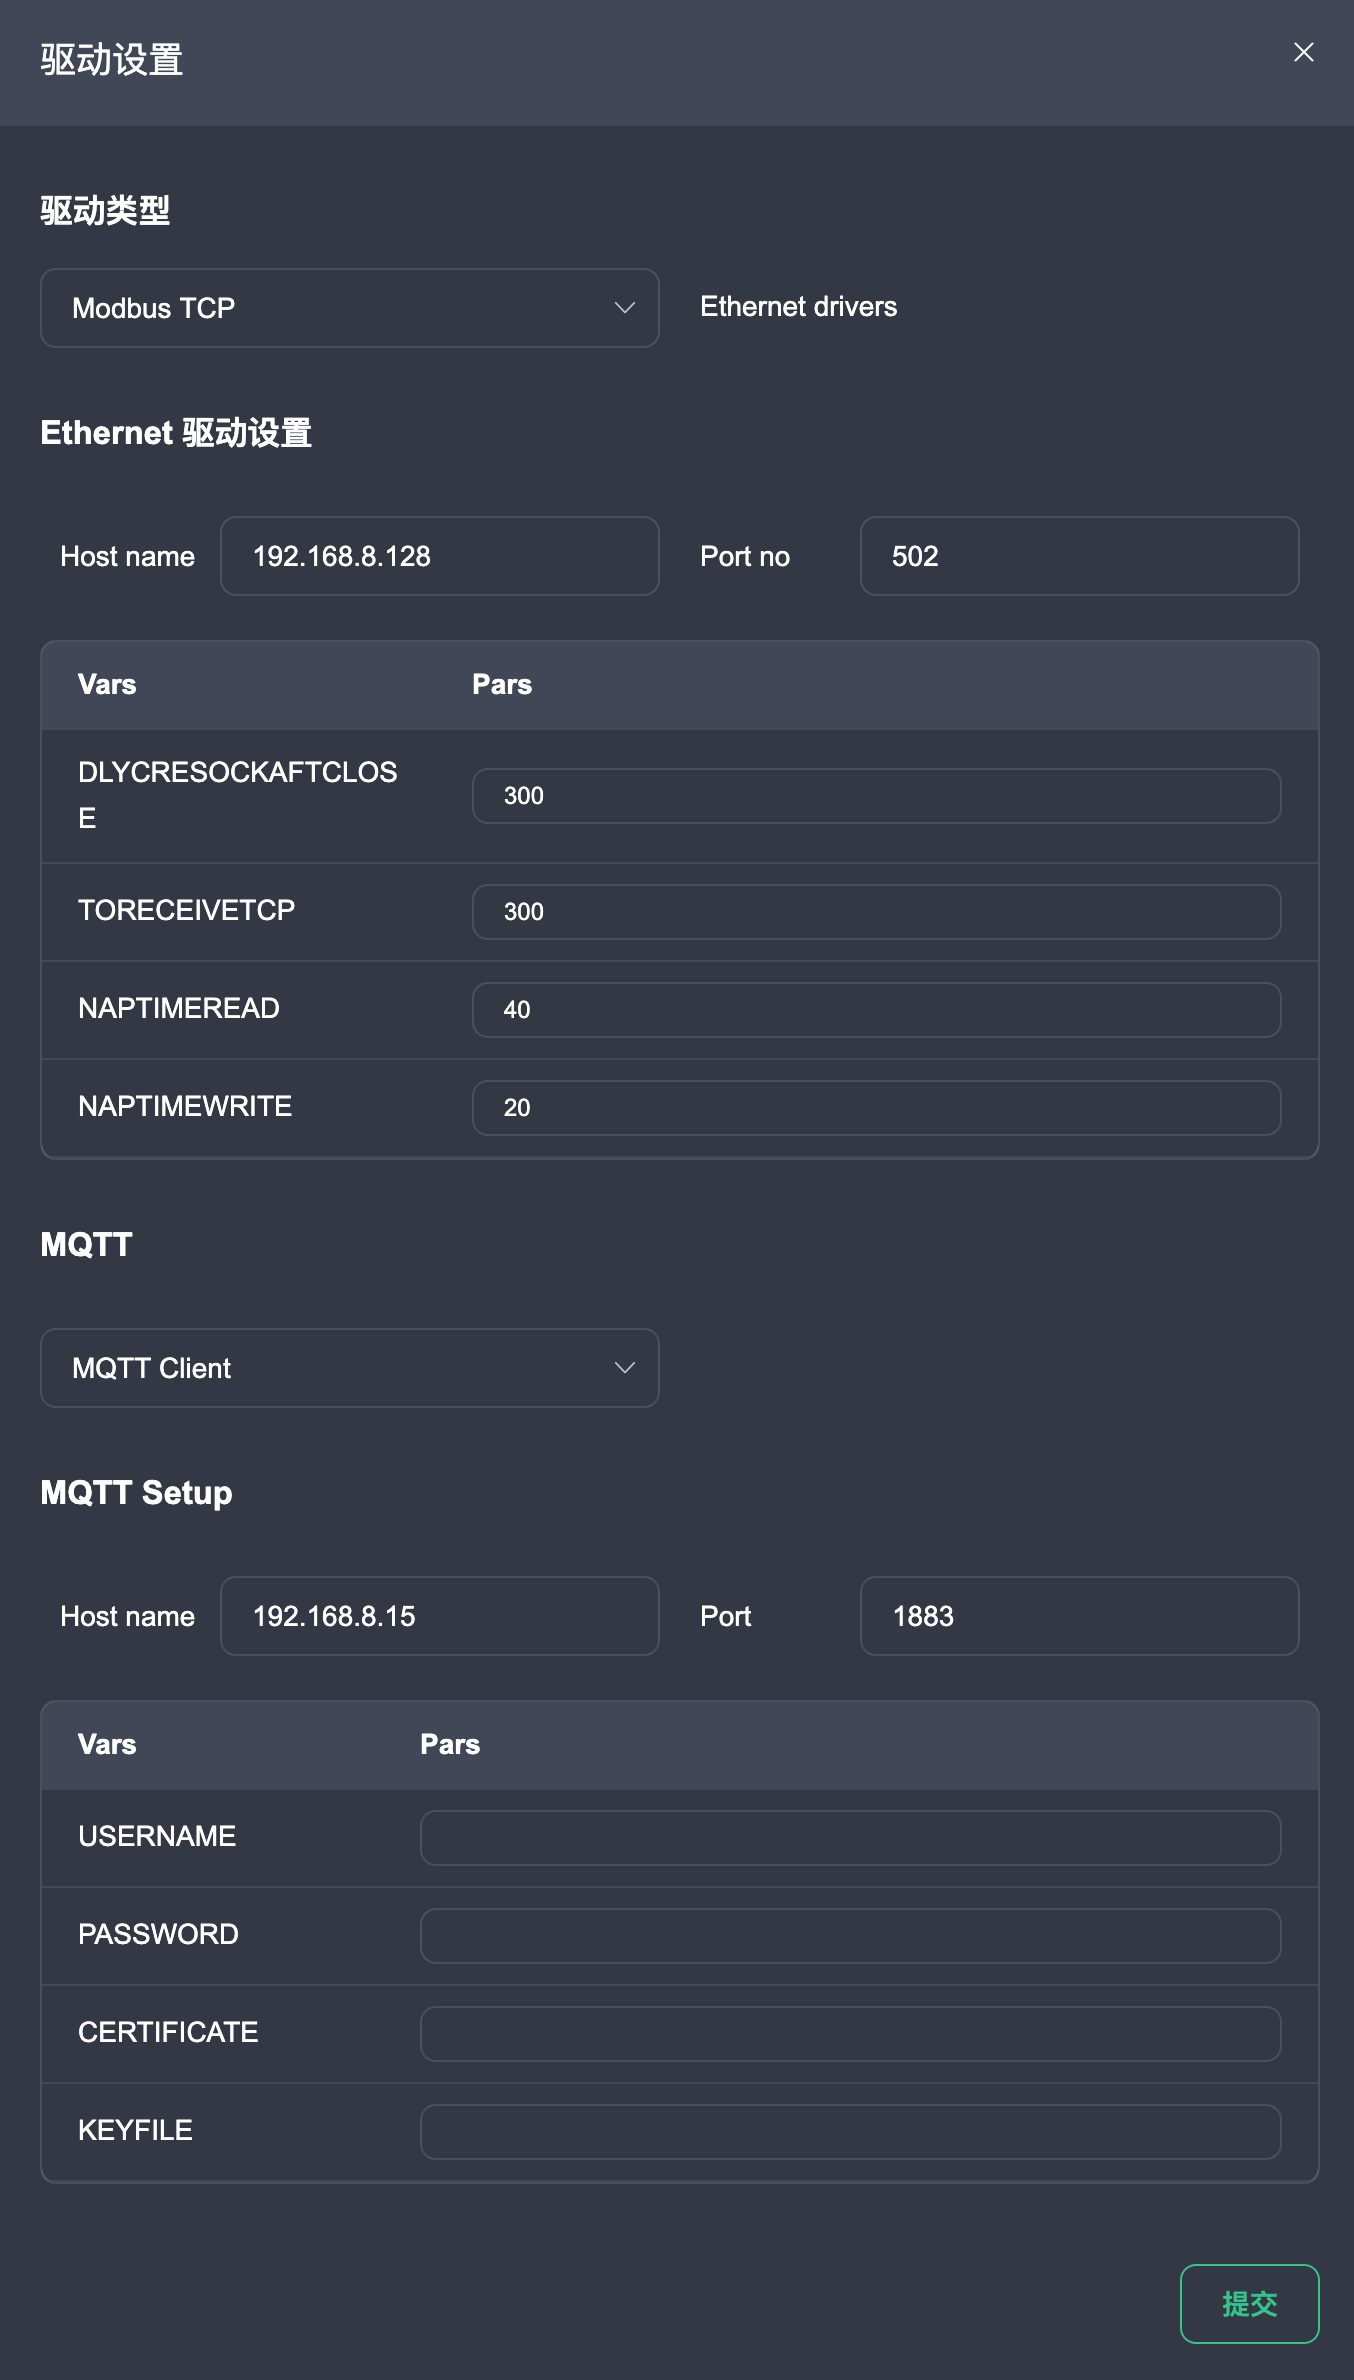 驱动设置
驱动类型
Modbus TCP Ethernet drivers
Ethernet 驱动设置
Host name 192.168.8.128 Port no 502
Vars Pars
DLYCRESOCKAFTCLOS
E
300
TORECEIVETCP 300
NAPTIMEREAD 40
NAPTIMEWRITE 20
MQTT
MQTT Client
MQTT Setup
Host name 192.168.8.15 Port 1883
Vars Pars
USERNAME
PASSWORD
CERTIFICATE
KEYFILE
提交